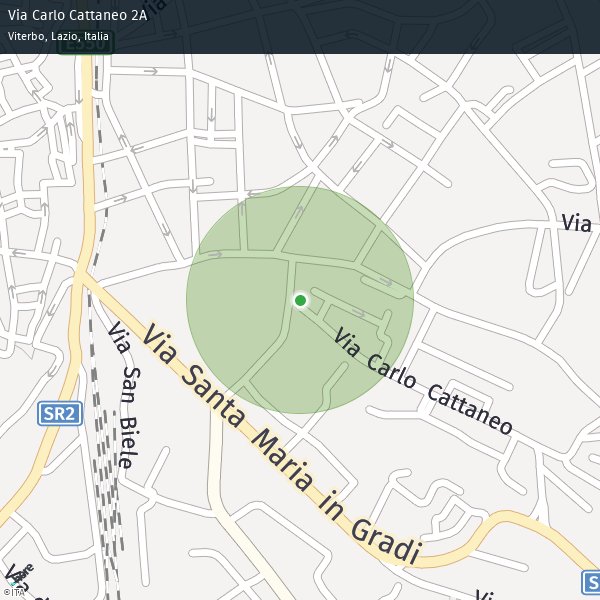 Via Carlo Cattaneo 2A
Viterbo, Lazio, Italia
Via
Via Carlo Cattaneo
Via Santa Maria in Gradi
Via San Biele
SR2
©ITA